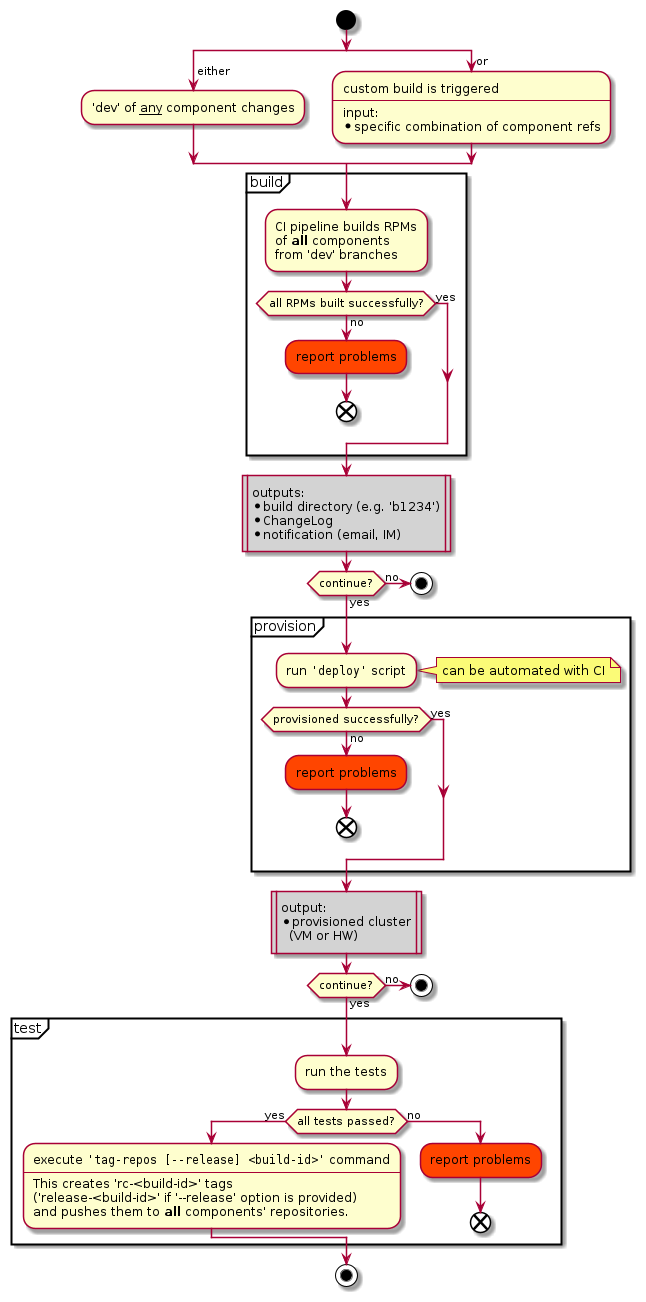 either
or
'dev' of any component changes
custom build is triggered
input:
• specific combination of component refs
build
CI pipeline builds RPMs
of all components
from 'dev' branches
all RPMs built successfully?
yes
no
report problems
outputs:
• build directory (e.g. 'b1234')
• ChangeLog
• notification (email, IM)
continue?
no
yes
provision
run 'deploy' script
can be automated with CI
provisioned successfully?
yes
no
report problems
output:
• provisioned cluster
(VM or HW)
continue?
no
yes
test
run the tests
yes
all tests passed?
no
execute 'tag-repos [--release] <build-id>' command
This creates 'rc-<build-id>' tags
('release-<build-id>' if '--release' option is provided)
and pushes them to all components' repositories.
report problems